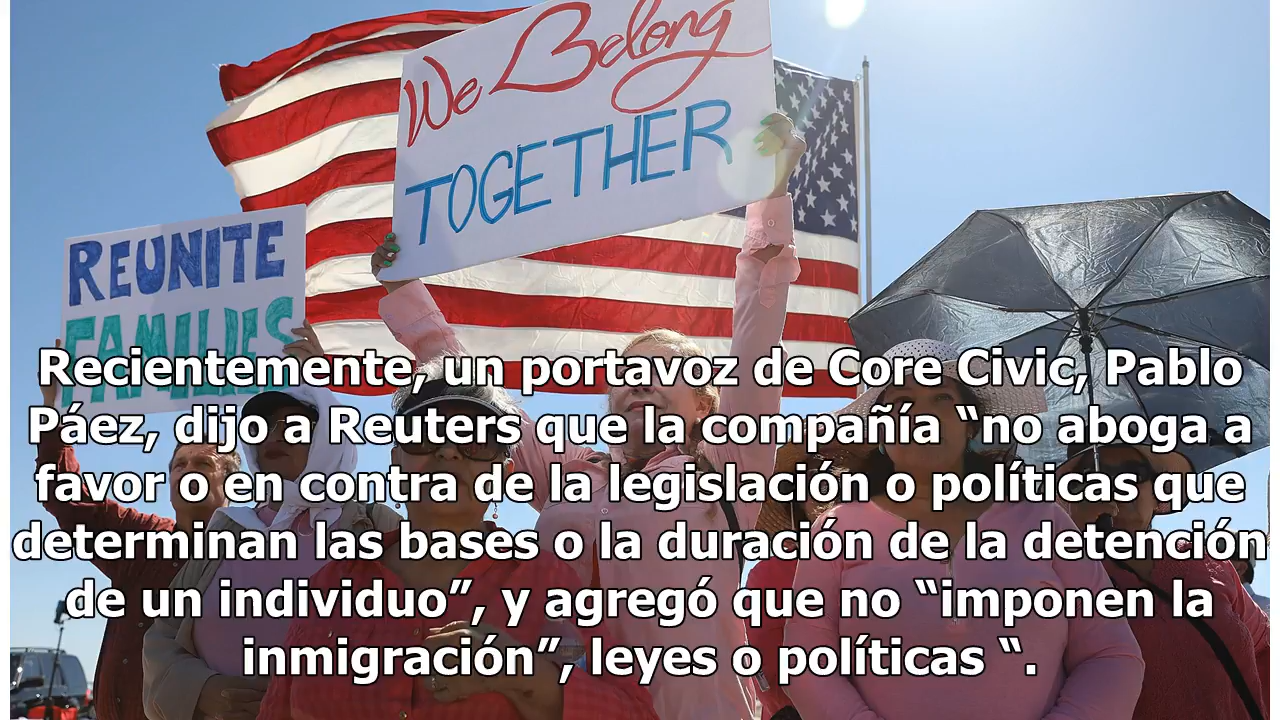 We Belong
TOGETHER
REUNITE
FAMILIES
Recientemente, un portavoz de Core Civic, Pablo
Páez, dijo a Reuters que la compañía “no aboga a
favor o en contra de la legislación o políticas que
determinan las bases o la duración de la detención
de un individuo”, y agregó que no “imponen la
inmigración”, leyes o políticas “.